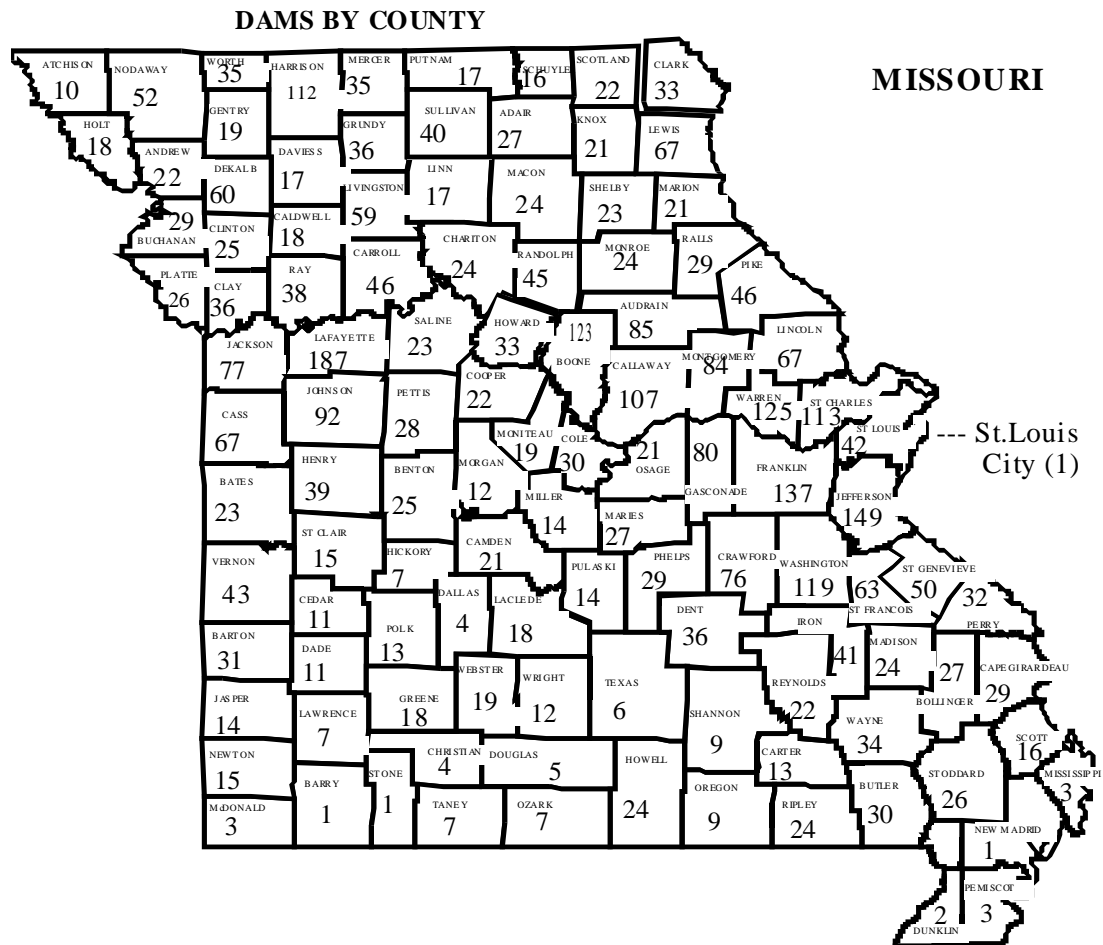 DAMS BY COUNTY
MISSOURI
ATCHISON
10
NODAWAY
52
WORTH
35
HARRISON
112
MERCER
35
PUTNAM
17
SCHUYLE
16
SCOTLAND
22
CLARK
33
HOLT
18
GENTRY
19
SULLIVAN
40
ADAIR
27
KNOX
21
LEWIS
67
ANDREW
22
DEKALB
60
DAVIESS
17
GRUNDY
36
LIVINGSTON
59
LINN
17
MACON
24
SHELBY
23
MARION
21
29
BUCHANAN
CLINTON
25
CALDWELL
18
CARROLL
46
CHARITON
24
RANDOLPH
45
MONROE
24
RALLS
29
PIKE
46
PLATTE
26
CLAY
36
RAY
38
SALINE
23
HOWARD
33
123
BOONE
AUDRAIN
85
JACKSON
77
LAFAYETTE
187
COOPER
22
CALLAWAY
107
MONTGOMERY
84
LINCOLN
67
CASS
67
JOHNSON
92
PETTIS
28
WARREN
125
ST CHARLES
113
ST LOUIS
42
--- St.Louis
City (1)
MONITEAU
19
COLE
30
21
OSAGE
80
GASCONADE
FRANKLIN
137
JEFFERSON
149
BATES
23
HENRY
39
BENTON
25
MORGAN
12
MILLER
14
MARIES
27
VERNON
43
ST CLAIR
15
HICKORY
7
CAMDEN
21
PULASKI
14
PHELPS
29
CRAWFORD
76
WASHINGTON
119
63
ST FRANCOIS
ST GENEVIEVE
50
32
PERRY
CEDAR
11
POLK
13
DALLAS
4
LACLEDE
18
DENT
36
IRON
41
MADISON
24
27
BOLLINGER
CAPE GIRARDEAU
29
BARTON
31
DADE
11
GREENE
18
WEBSTER
19
WRIGHT
12
TEXAS
6
REYNOLDS
22
JASPER
14
LAWRENCE
7
SHANNON
9
WAYNE
34
SCOTT
16
NEWTON
15
CHRISTIAN
4
DOUGLAS
5
HOWELL
24
CARTER
13
BUTLER
30
STODDARD
26
MISSISSIPPI
3
McDONALD
3
BARRY
1
STONE
1
TANEY
7
OZARK
7
OREGON
9
RIPLEY
24
NEW MADRID
1
2
DUNKLIN
PEMISCOT
3